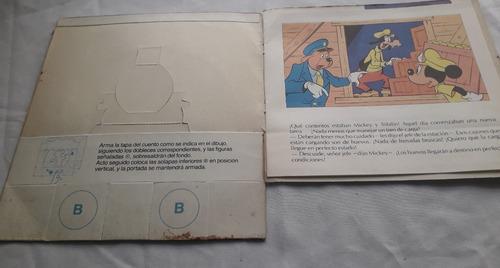 Arma la tapa del cuento como se indica en el dibujo,
siguiendo los dobleces correspondientes, y las figuras
señaladas ®, sobresaldrán del fondo.
Acto seguido coloca las solapas inferiores ® en posición
vertical, y la portada se mantendrá armada.
B
B
¡Qué contentos estaban Mickey y Tribilín! Aquel día comenzaban una nueva
tarea. ¡Nada menos que manejar un tren de carga!
— Deberán tener mucho cuidado — les dijo el jefe de la estación—. Los cajones que
están cargando son de huevos. ¡Nada de frenadas bruscas! ¡Quiero que la carga
llegue en perfecto estado!
— Descuide, señor jefe —dijo Mickey—. ¡Los huevos llegarán a destino en perfectas
condiciones!